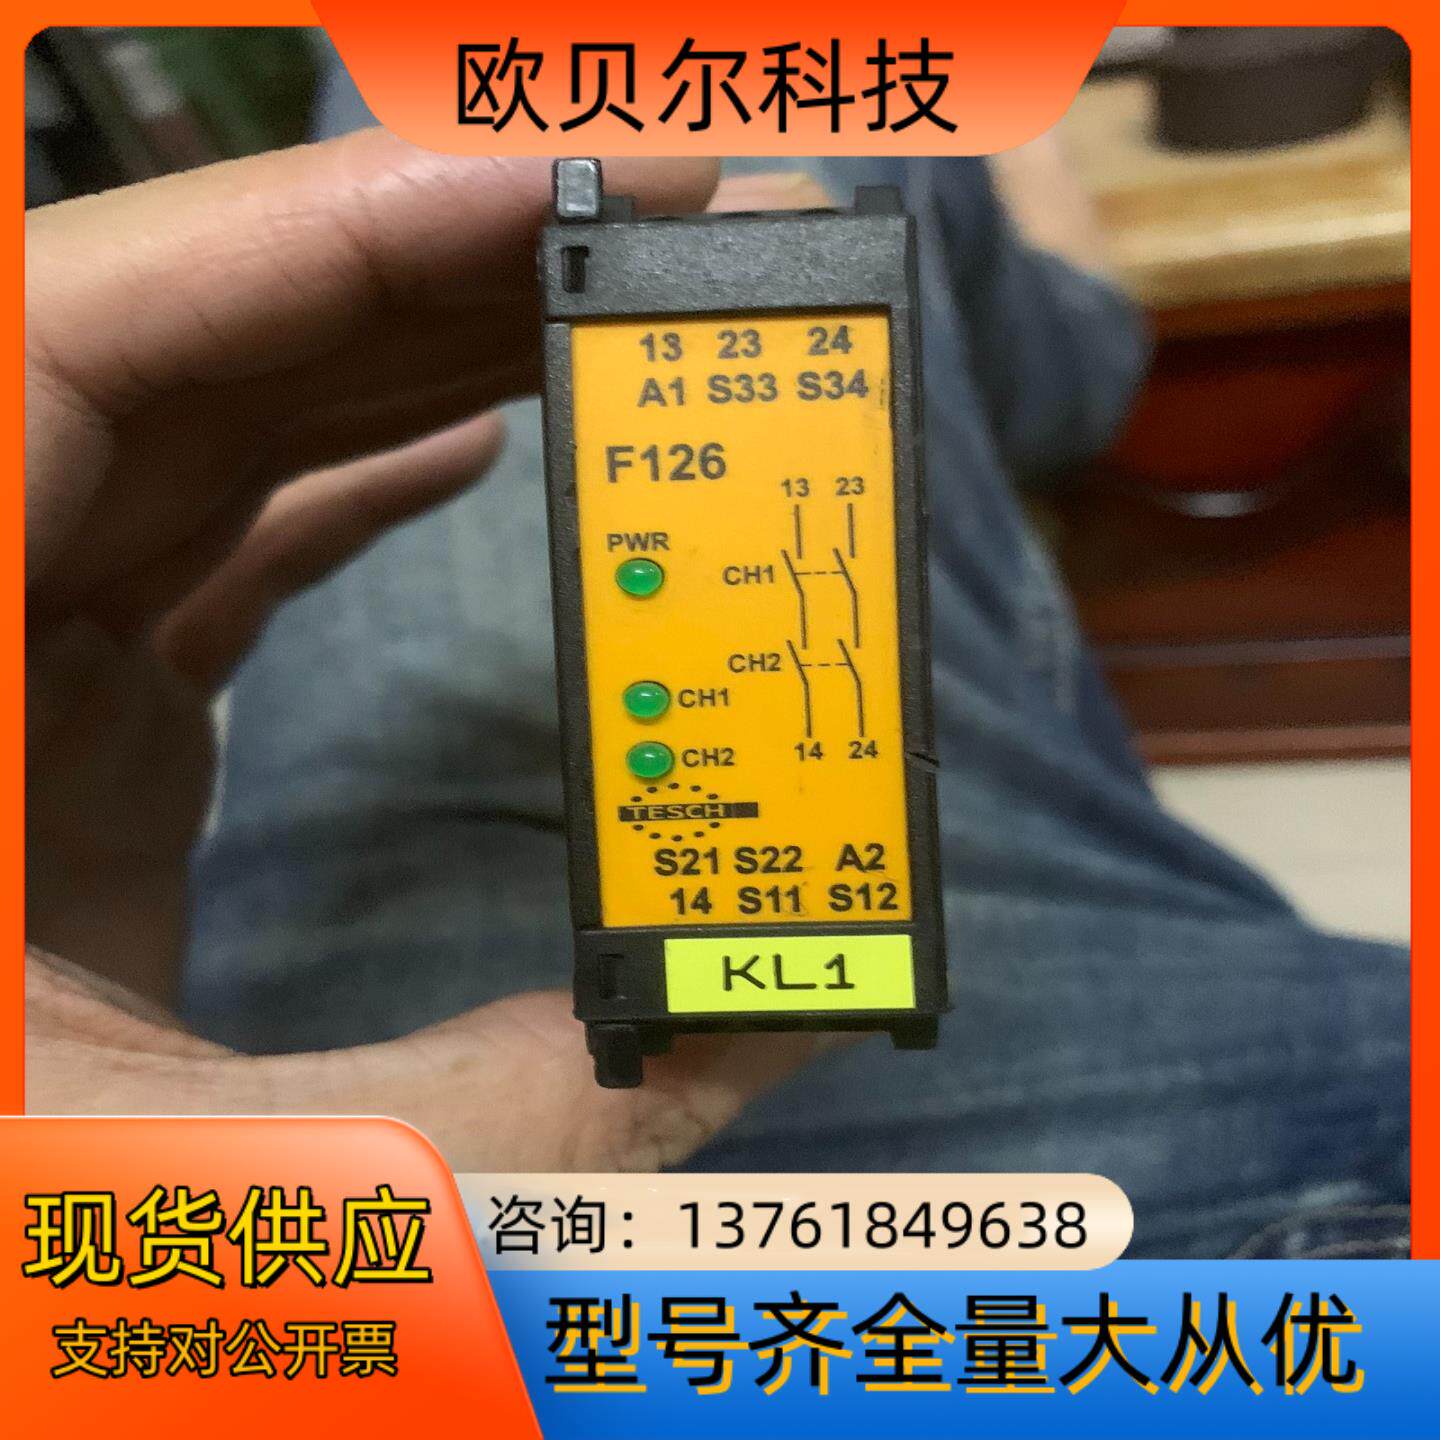 欧贝尔科技
13 23 24
A1 S33 S34
F126
13 23
PWR
CH1
CH2
CH1
CH2
14 24
TESCH
S21 S22 A2
14 S11 S12
KL1
现货供应
支持对公开票
咨询：13761849638
型号齐全量大从优